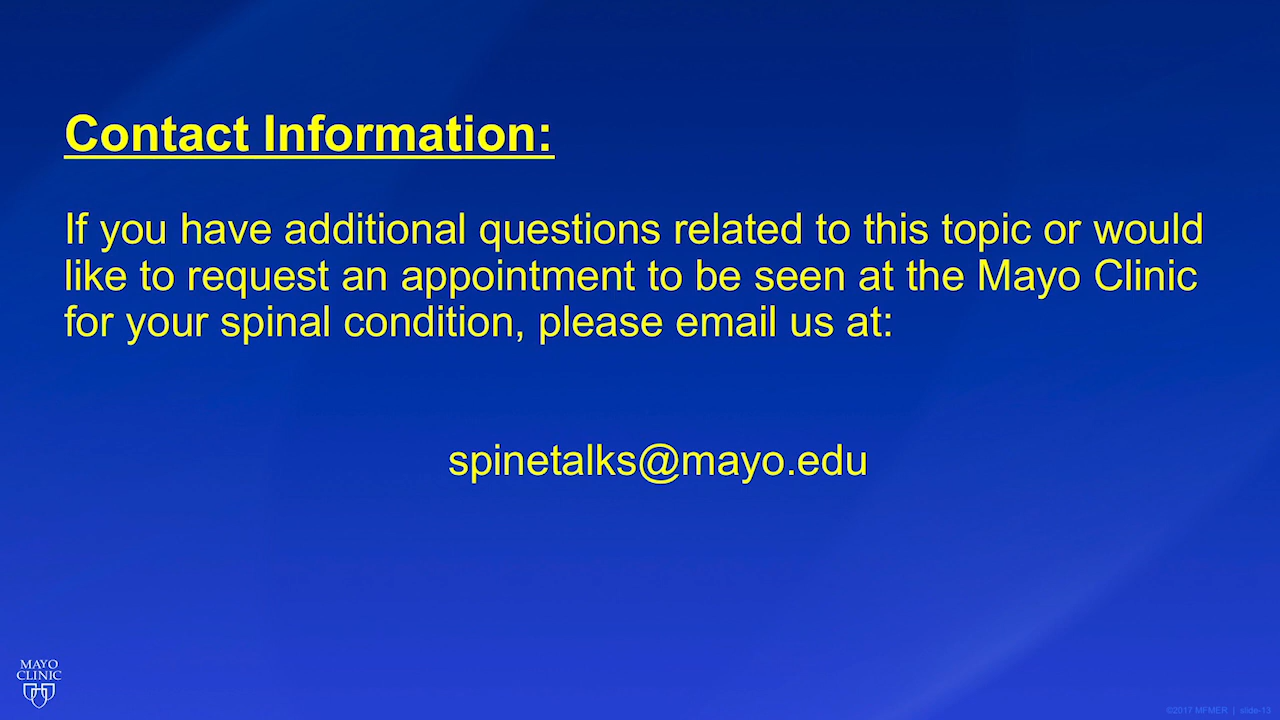 Contact Information:
If you have additional questions related to this topic or would
like to request an appointment to be seen at the Mayo Clinic
for your spinal condition, please email us at:
spinetalks@mayo.edu
MAYO
CLINIC
©2017 MFMER | slide-13